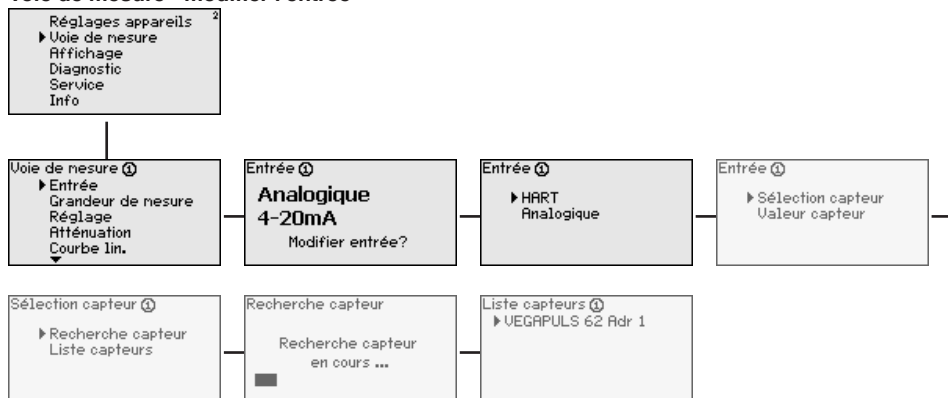 Voie de mesure - Modifier l'entrée
Réglages appareils 2
▶Voie de mesure
Affichage
Diagnostic
Service
Info
Voie de mesure ①
▶Entrée
Grandeur de mesure
Réglage
Atténuation
Courbe lin.
▼
Entrée ①
Analogique
4-20mA
Modifier entrée?
Entrée ①
▶HART
Analogique
Entrée ①
▶Sélection capteur
Valeur capteur
Sélection capteur ①
▶Recherche capteur
Liste capteurs
Recherche capteur
Recherche capteur
en cours ...
Liste capteurs ①
▶VEGAPULS 62 Adr 1